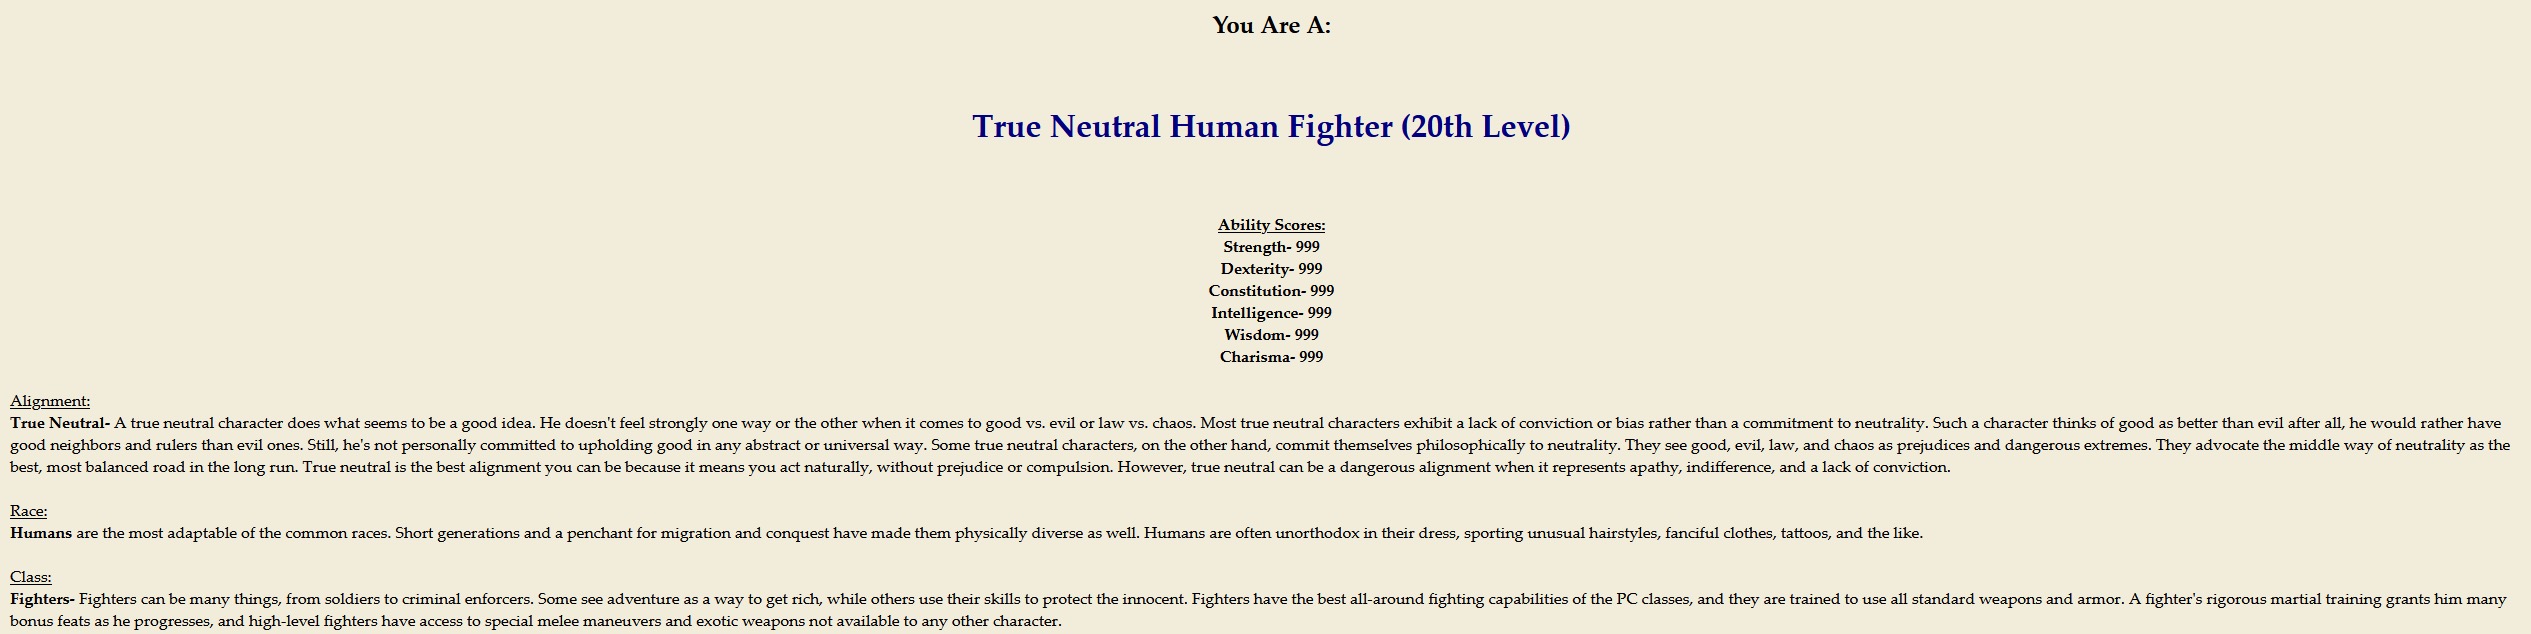 You Are A:
True Neutral Human Fighter (20th Level)
Ability Scores:
Strength- 999
Dexterity- 999
Constitution- 999
Intelligence- 999
Wisdom- 999
Charisma- 999
Alignment:
True Neutral- A true neutral character does what seems to be a good idea. He doesn't feel strongly one way or the other when it comes to good vs. evil or law vs. chaos. Most true neutral characters exhibit a lack of conviction or bias rather than a commitment to neutrality. Such a character thinks of good as better than evil after all, he would rather have
good neighbors and rulers than evil ones. Still, he's not personally committed to upholding good in any abstract or universal way. Some true neutral characters, on the other hand, commit themselves philosophically to neutrality. They see good, evil, law, and chaos as prejudices and dangerous extremes. They advocate the middle way of neutrality as the
best, most balanced road in the long run. True neutral is the best alignment you can be because it means you act naturally, without prejudice or compulsion. However, true neutral can be a dangerous alignment when it represents apathy, indifference, and a lack of conviction.
Race:
Humans are the most adaptable of the common races. Short generations and a penchant for migration and conquest have made them physically diverse as well. Humans are often unorthodox in their dress, sporting unusual hairstyles, fanciful clothes, tattoos, and the like.
Class:
Fighters- Fighters can be many things, from soldiers to criminal enforcers. Some see adventure as a way to get rich, while others use their skills to protect the innocent. Fighters have the best all-around fighting capabilities of the PC classes, and they are trained to use all standard weapons and armor. A fighter's rigorous martial training grants him many
bonus feats as he progresses, and high-level fighters have access to special melee maneuvers and exotic weapons not available to any other character.